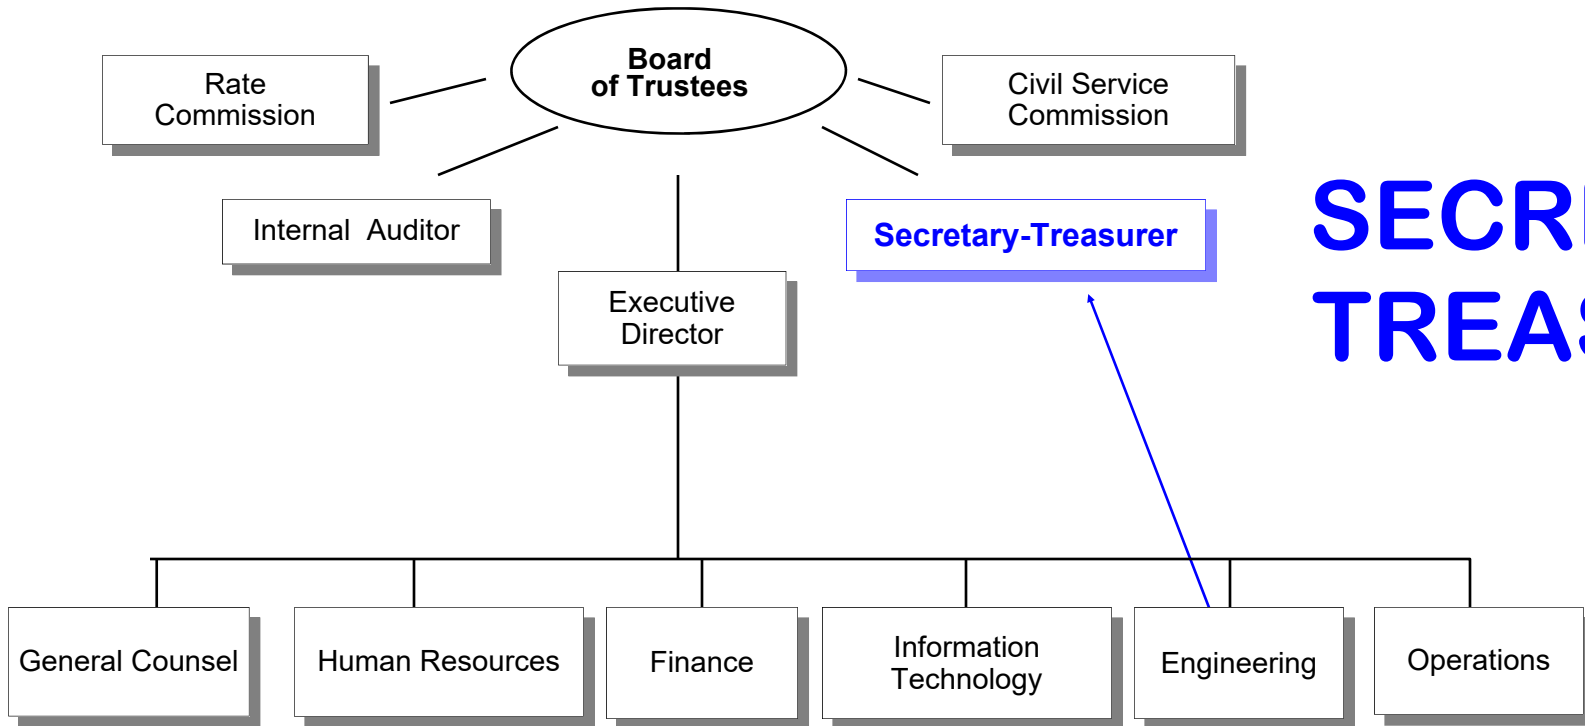 Board
of Trustees
Rate
Commission
Civil Service
Commission
Internal Auditor
Secretary-Treasurer
Executive
Director
General Counsel
Human Resources
Finance
Information
Technology
Engineering
Operations